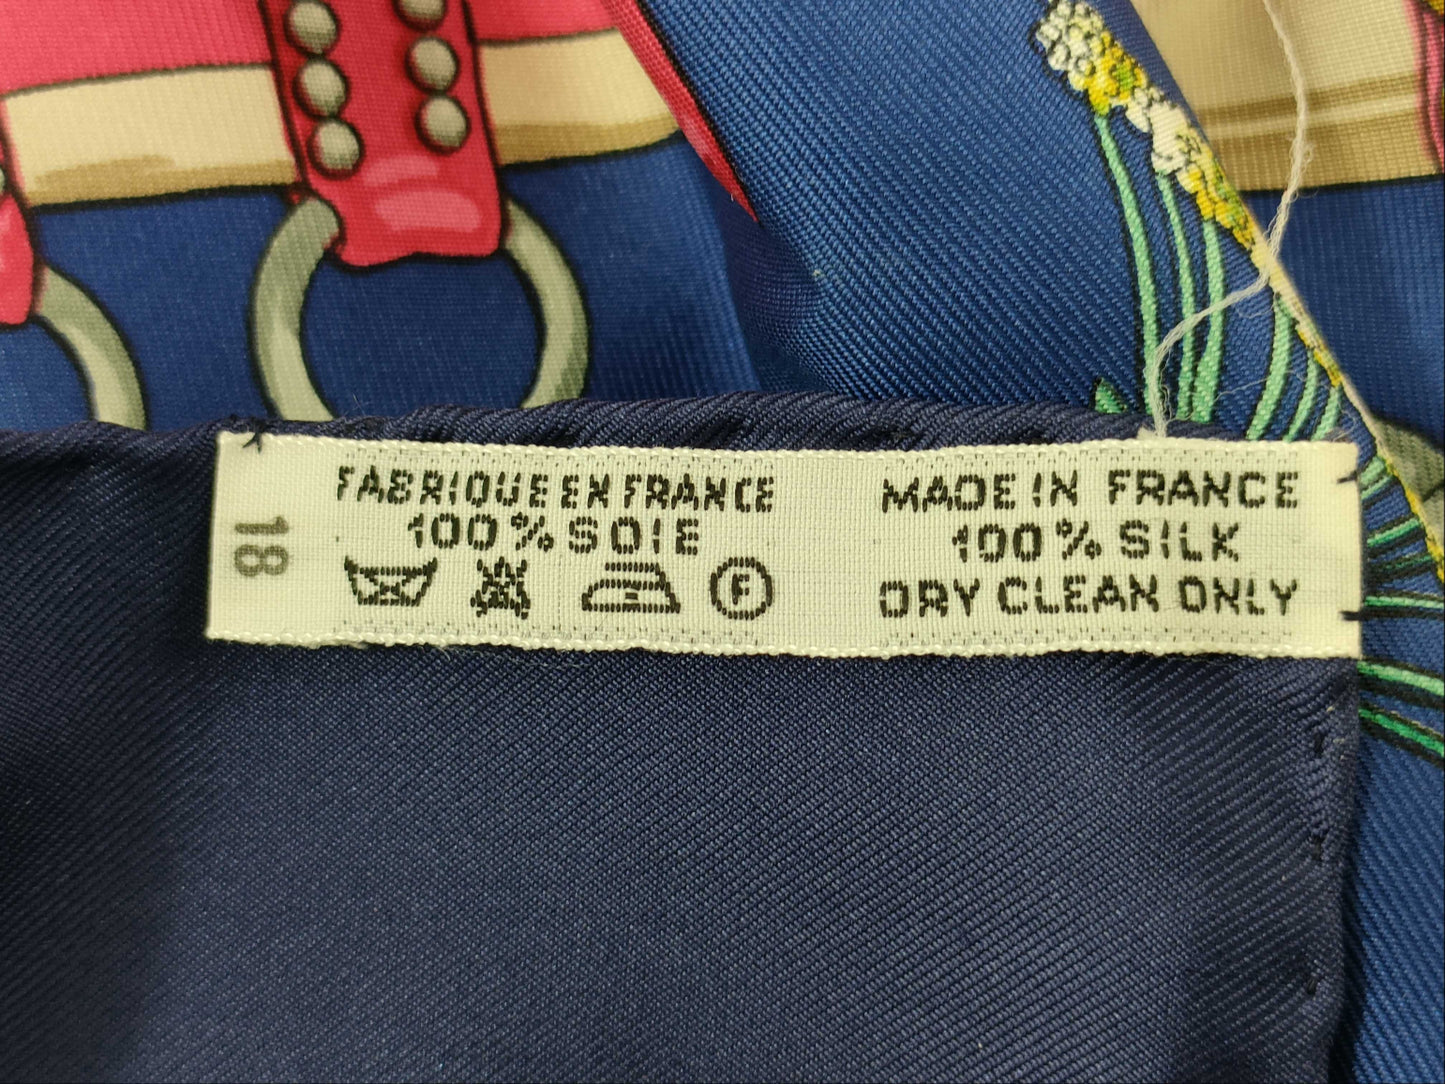 18
FABRIQUE EN FRANCE
100% SOIE
F
MADE IN FRANCE
100% SILK
DRY CLEAN ONLY